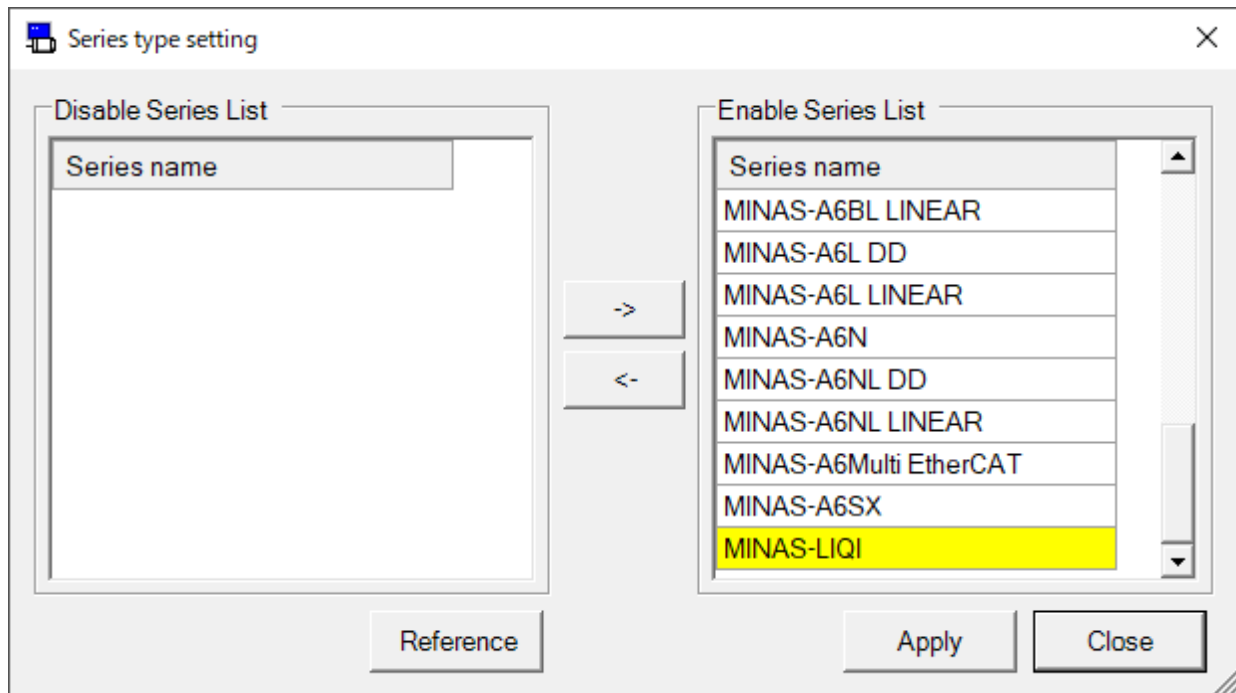 Series type setting
Disable Series List
Series name
->
<-
Enable Series List
Series name
MINAS-A6BL LINEAR
MINAS-A6L DD
MINAS-A6L LINEAR
MINAS-A6N
MINAS-A6NL DD
MINAS-A6NL LINEAR
MINAS-A6Multi EtherCAT
MINAS-A6SX
MINAS-LIQI
Reference
Apply
Close